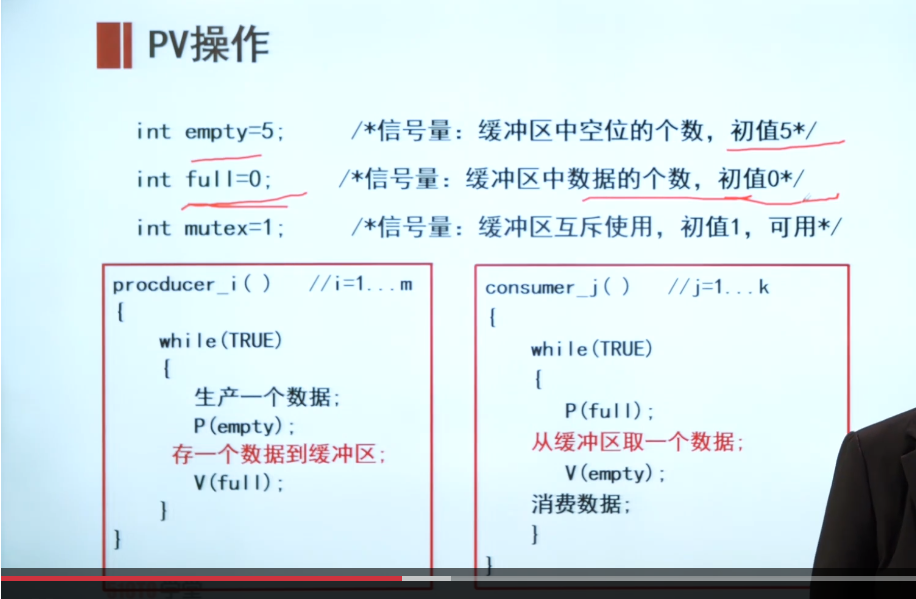 PV操作
int empty=5; /*信号量：缓冲区中空位的个数，初值5*/
int full=0; /*信号量：缓冲区中数据的个数，初值0*/
int mutex=1; /*信号量：缓冲区互斥使用，初值1，可用*/
procducer_i( ) //i=1...m
{
while(TRUE)
{
生产一个数据;
P(empty);
存一个数据到缓冲区;
V(full);
}
}
consumer_j( ) //j=1...k
{
while(TRUE)
{
P(full);
从缓冲区取一个数据;
V(empty);
消费数据;
}
}